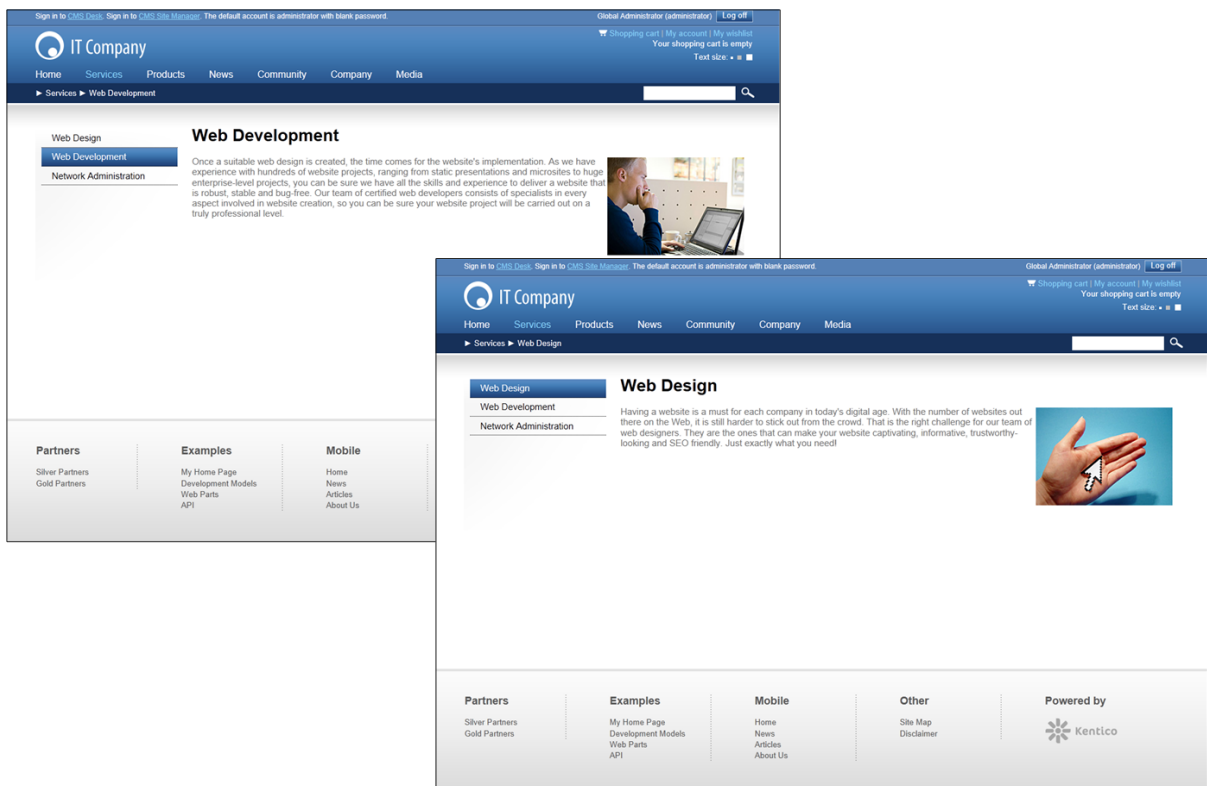 Sign in to CMS Desk. Sign in to CMS Site Manager. The default account is administrator with blank password.
Global Administrator (administrator) Log off
Shopping cart | My account | My wishlist
IT Company
Your shopping cart is empty
Text size:
Home Services Products News Community Company Media
► Services ► Web Development
Web Design
Web Development
Network Administration
Web Development
Once a suitable web design is created, the time comes for the website's implementation. As we have
experience with hundreds of website projects, ranging from static presentations and microsites to huge
enterprise-level projects, you can be sure we have all the skills and experience to deliver a website that
is robust, stable and bug-free. Our team of certified web developers consists of specialists in every
aspect involved in website creation, so you can be sure your website project will be carried out on a
truly professional level.
Partners
Silver Partners
Gold Partners
Examples
My Home Page
Development Models
Web Parts
API
Mobile
Home
News
Articles
About Us
Sign in to CMS Desk. Sign in to CMS Site Manager. The default account is administrator with blank password.
Global Administrator (administrator) Log off
Shopping cart | My account | My wishlist
IT Company
Your shopping cart is empty
Text size:
Home Services Products News Community Company Media
► Services ► Web Design
Web Design
Web Development
Network Administration
Web Design
Having a website is a must for each company in today's digital age. With the number of websites out
there on the Web, it is still harder to stick out from the crowd. That is the right challenge for our team of
web designers. They are the ones that can make your website captivating, informative, trustworthy-
looking and SEO friendly. Just exactly what you need!
Partners
Silver Partners
Gold Partners
Examples
My Home Page
Development Models
Web Parts
API
Mobile
Home
News
Articles
About Us
Other
Site Map
Disclaimer
Powered by
Kentico